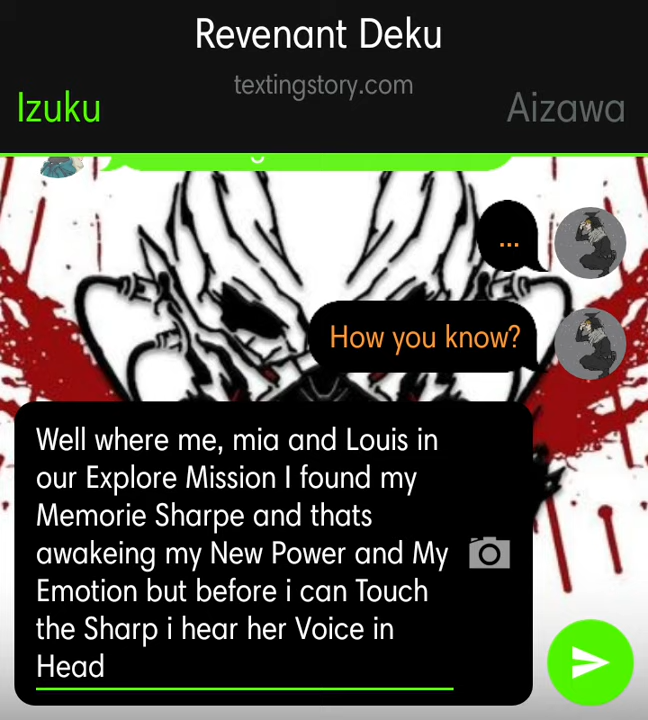 Revenant Deku
textingstory.com
Izuku
Aizawa
...
How you know?
Well where me, mia and Louis in
our Explore Mission I found my
Memorie Sharpe and thats
awakeing my New Power and My
Emotion but before i can Touch
the Sharp i hear her Voice in
Head